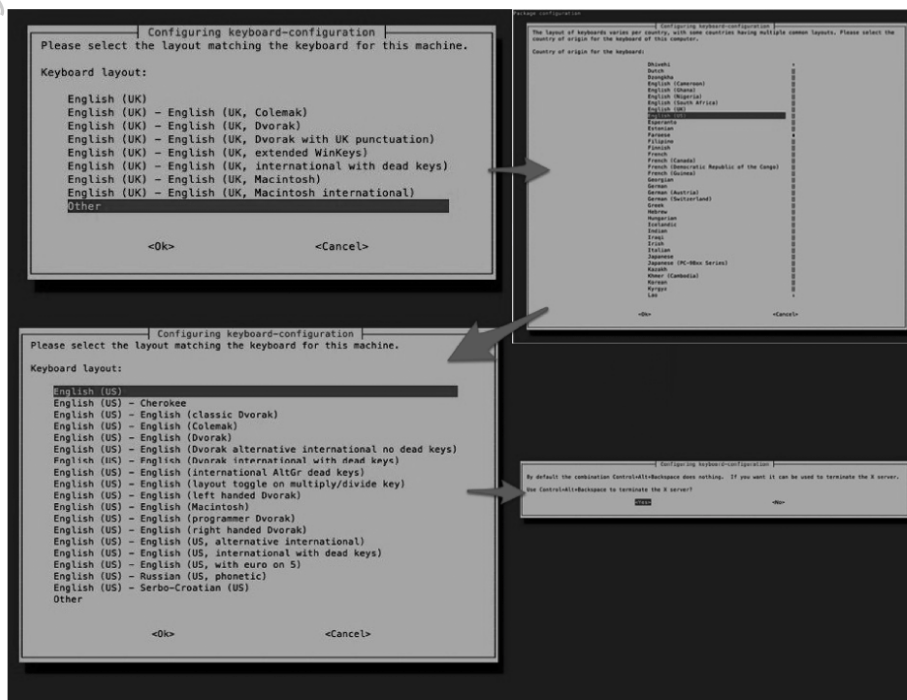 Configuring keyboard-configuration
Please select the layout matching the keyboard for this machine.
Keyboard layout:
English (UK)
English (UK) - English (UK, Colemak)
English (UK) - English (UK, Dvorak)
English (UK) - English (UK, Dvorak with UK punctuation)
English (UK) - English (UK, extended WinKeys)
English (UK) - English (UK, international with dead keys)
English (UK) - English (UK, Macintosh)
English (UK) - English (UK, Macintosh international)
Other
<Ok> <Cancel>
Package configuration
Configuring keyboard-configuration
The layout of keyboards varies per country, with some countries having multiple common layouts. Please select the
country of origin for the keyboard of this computer.
Country of origin for the keyboard:
Dhivehi
Dutch
Dzongkha
English (Cameroon)
English (Ghana)
English (Nigeria)
English (South Africa)
English (UK)
English (US)
Esperanto
Estonian
Faroese
Filipino
Finnish
French
French (Canada)
French (Democratic Republic of the Congo)
French (Guinea)
Georgian
German
German (Austria)
German (Switzerland)
Greek
Hebrew
Hungarian
Icelandic
Indian
Iraqi
Irish
Italian
Japanese
Japanese (PC-98xx Series)
Kazakh
Khmer (Cambodia)
Korean
Kyrgyz
Lao
<Ok> <Cancel>
Configuring keyboard-configuration
Please select the layout matching the keyboard for this machine.
Keyboard layout:
English (US)
English (US) - Cherokee
English (US) - English (classic Dvorak)
English (US) - English (Colemak)
English (US) - English (Dvorak)
English (US) - English (Dvorak alternative international no dead keys)
English (US) - English (Dvorak international with dead keys)
English (US) - English (international AltGr dead keys)
English (US) - English (layout toggle on multiply/divide key)
English (US) - English (left handed Dvorak)
English (US) - English (Macintosh)
English (US) - English (programmer Dvorak)
English (US) - English (right handed Dvorak)
English (US) - English (US, alternative international)
English (US) - English (US, international with dead keys)
English (US) - English (US, with euro on 5)
English (US) - Russian (US, phonetic)
English (US) - Serbo-Croatian (US)
Other
<Ok> <Cancel>
Configuring keyboard-configuration
By default the combination Control+Alt+Backspace does nothing. If you want it can be used to terminate the X server.
Use Control+Alt+Backspace to terminate the X server?
<Yes> <No>